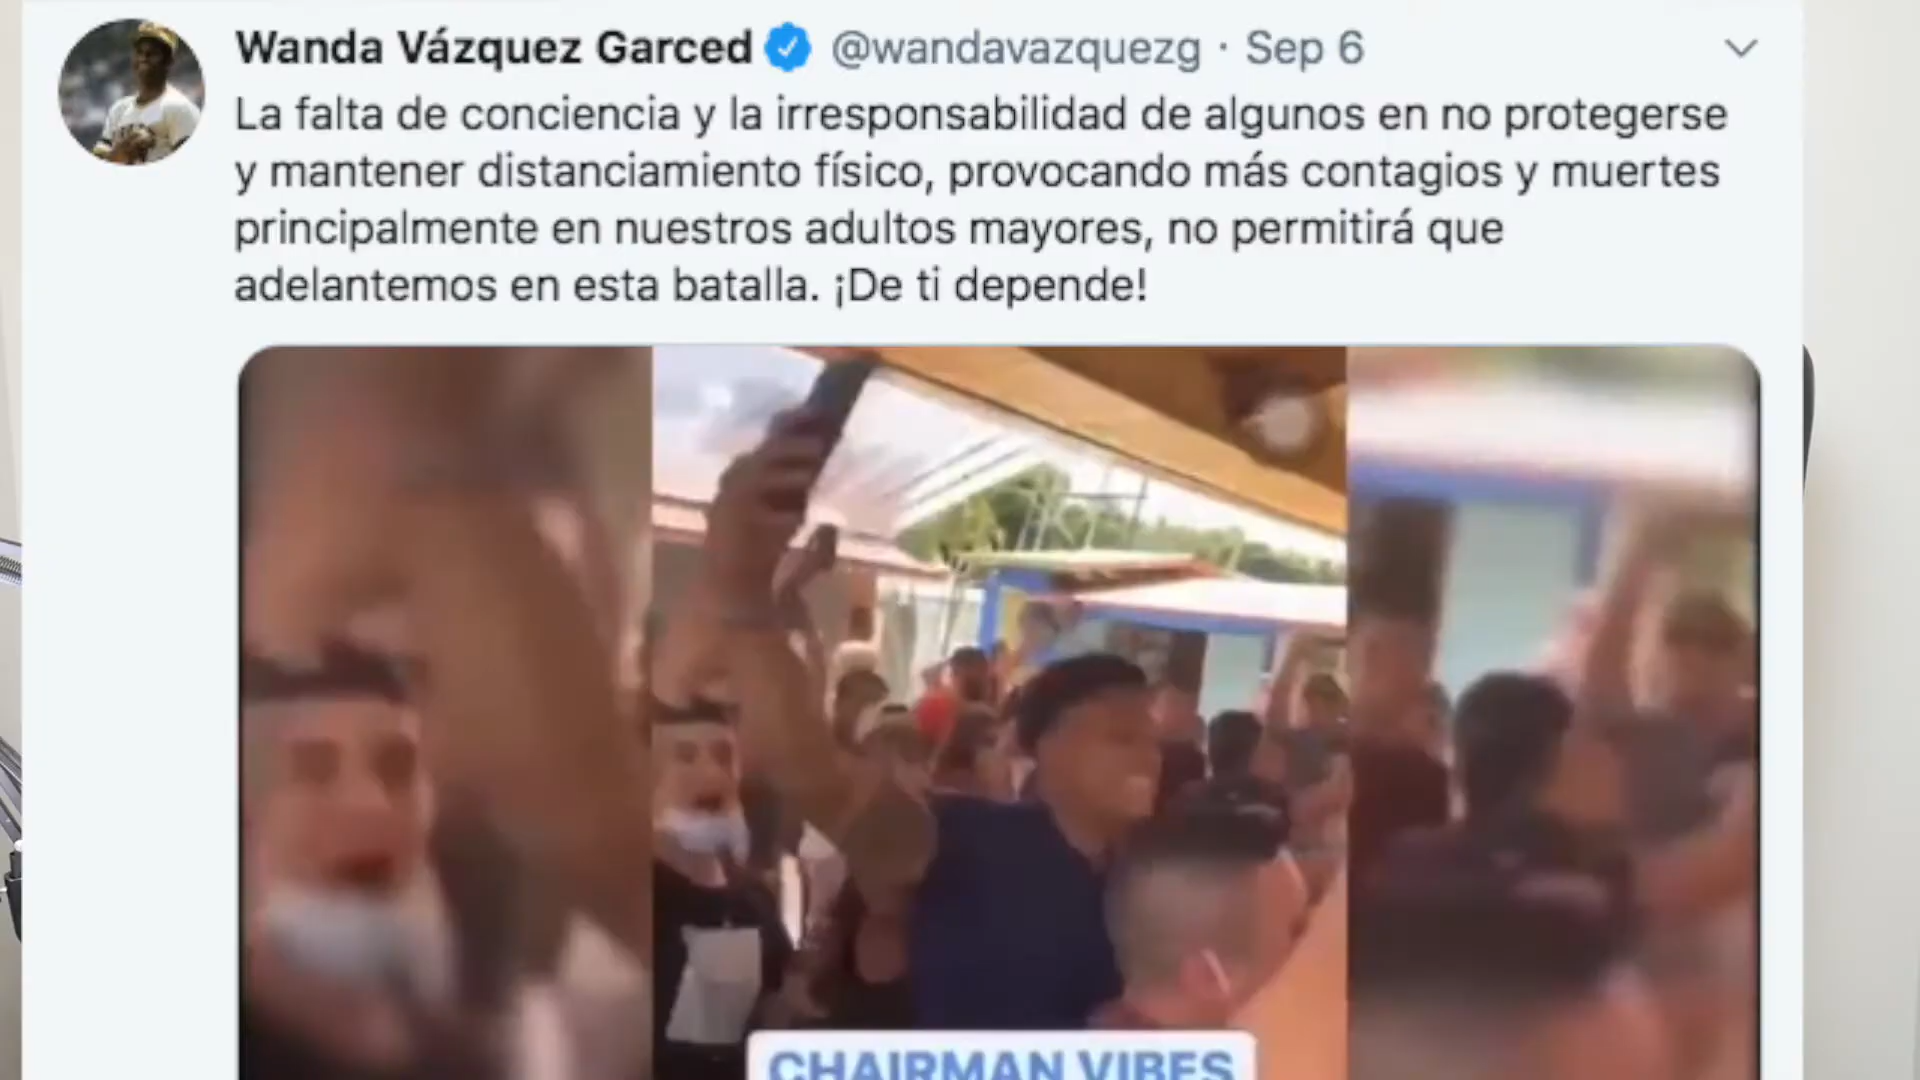 Wanda Vázquez Garced @wandavazquezg · Sep 6
La falta de conciencia y la irresponsabilidad de algunos en no protegerse
y mantener distanciamiento físico, provocando más contagios y muertes
principalmente en nuestros adultos mayores, no permitirá que
adelantemos en esta batalla. ¡De ti depende!
CHAIRMAN VIBES